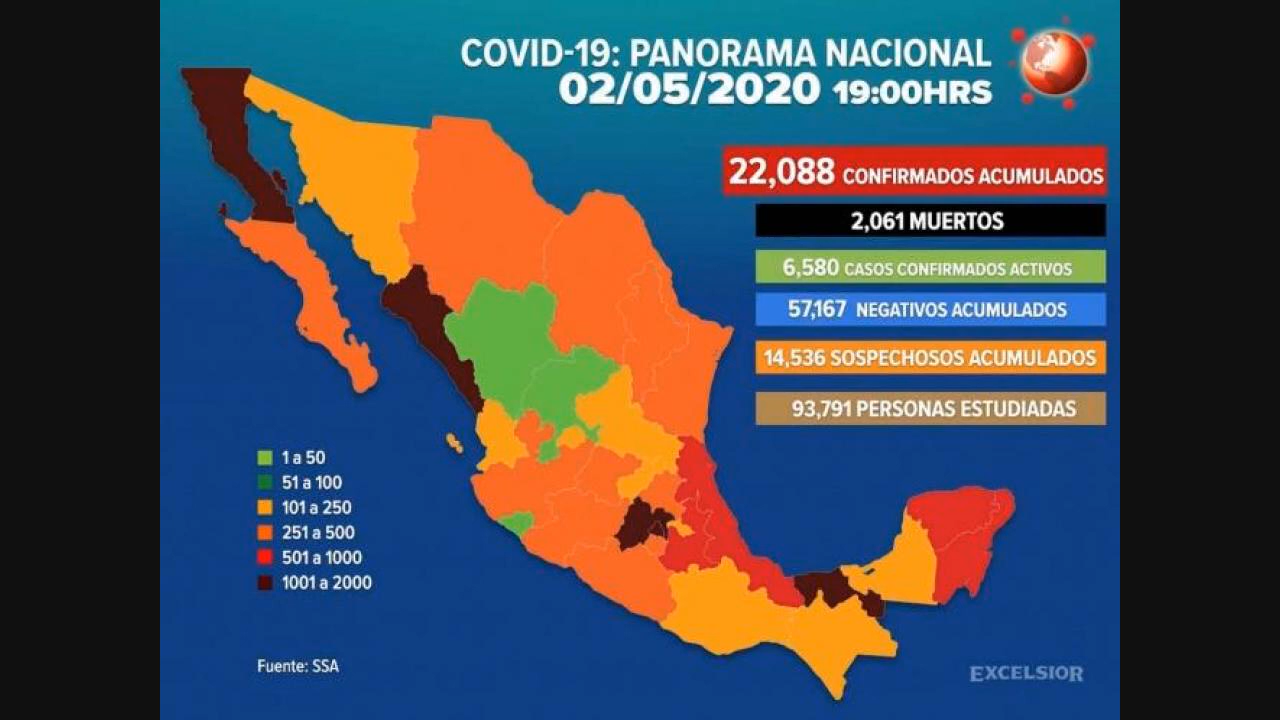 COVID-19: PANORAMA NACIONAL
02/05/2020 19:00HRS
22,088 CONFIRMADOS ACUMULADOS
2,061 MUERTOS
6,580 CASOS CONFIRMADOS ACTIVOS
57,167 NEGATIVOS ACUMULADOS
14,536 SOSPECHOSOS ACUMULADOS
93,791 PERSONAS ESTUDIADAS
1 a 50
51 a 100
101 a 250
251 a 500
501 a 1000
1001 a 2000
Fuente: SSA
EXCELSIOR